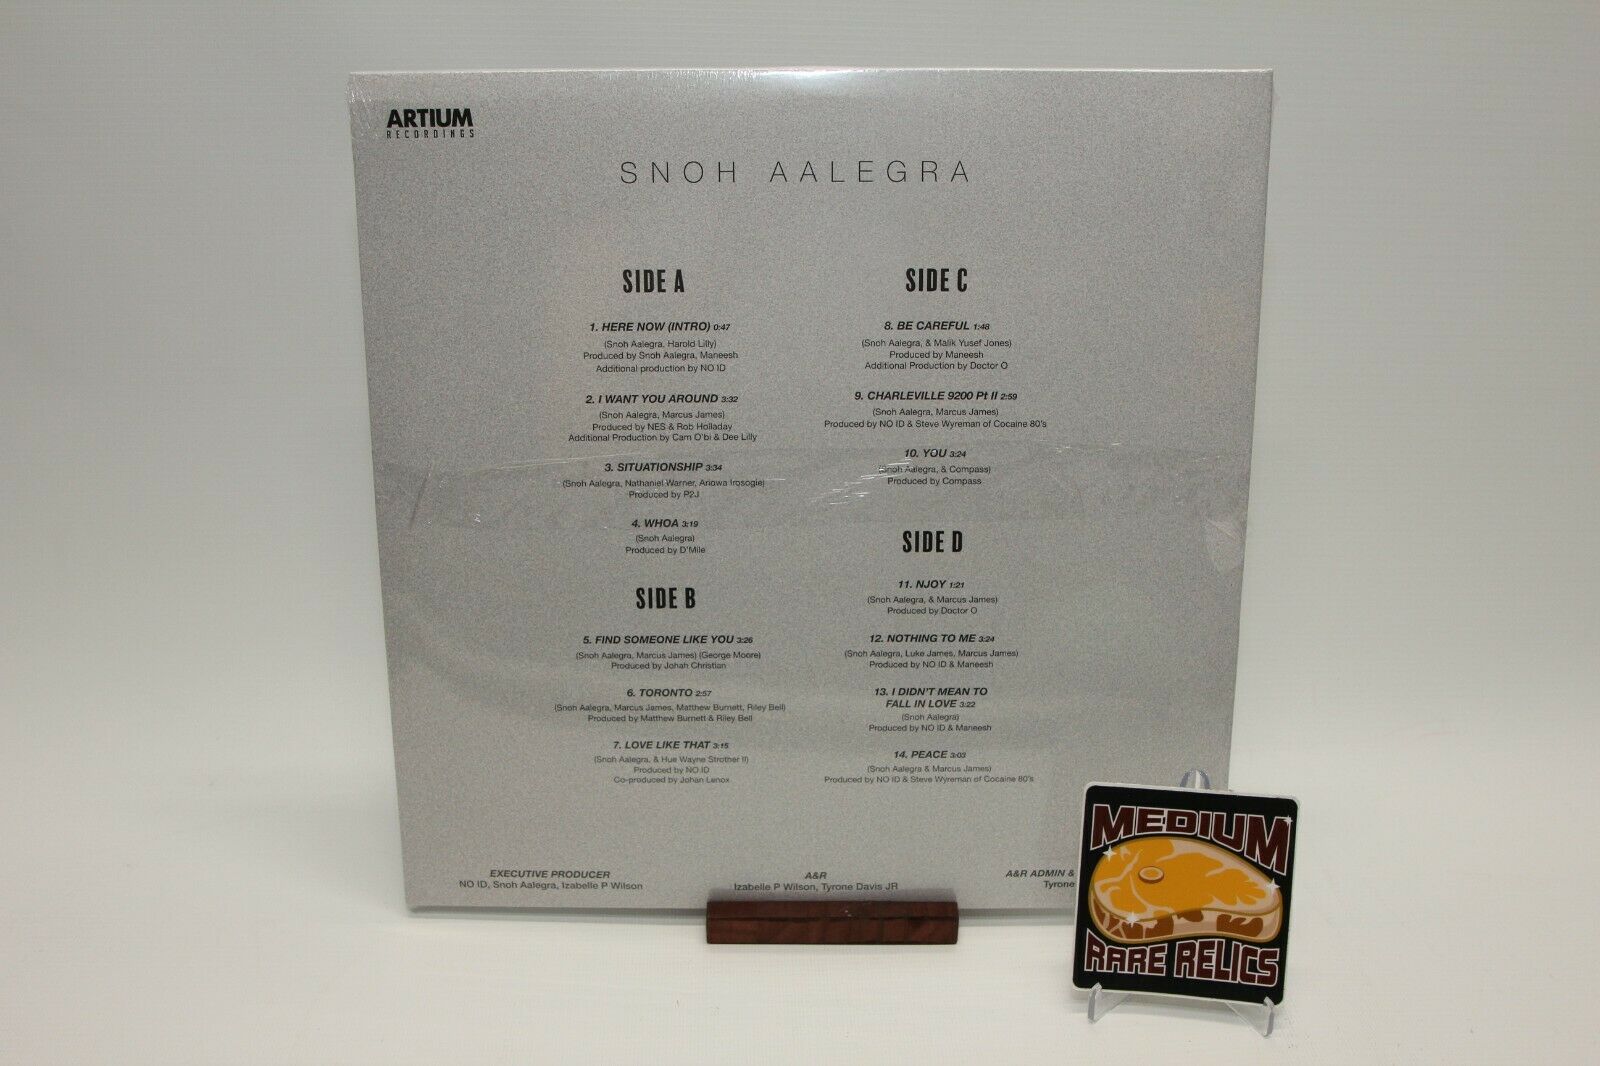 ARTIUM
RECORDINGS
SNOH AALEGRA
SIDE A
1. HERE NOW (INTRO) 0:47
(Snoh Aalegra, Harold Lilly)
Produced by Snoh Aalegra, Maneesh
Additional production by NO ID
2. I WANT YOU AROUND 3:32
(Snoh Aalegra, Marcus James)
Produced by NES & Rob Holladay
Additional Production by Cam O'bi & Dee Lilly
3. SITUATIONSHIP 3:34
(Snoh Aalegra, Nathaniel Warner, Ariowa Irosogie)
Produced by P2J
4. WHOA 3:19
(Snoh Aalegra)
Produced by D'Mile
SIDE B
5. FIND SOMEONE LIKE YOU 3:26
(Snoh Aalegra, Marcus James) (George Moore)
Produced by Johah Christian
6. TORONTO 2:57
(Snoh Aalegra, Marcus James, Matthew Burnett, Riley Bell)
Produced by Matthew Burnett & Riley Bell
7. LOVE LIKE THAT 3:15
(Snoh Aalegra, & Hue Wayne Strother II)
Produced by NO ID
Co-produced by Johan Lenox
SIDE C
8. BE CAREFUL 1:48
(Snoh Aalegra, & Malik Yusef Jones)
Produced by Maneesh
Additional Production by Doctor O
9. CHARLEVILLE 9200 Pt II 2:59
(Snoh Aalegra, Marcus James)
Produced by NO ID & Steve Wyreman of Cocaine 80's
10. YOU 3:24
(Snoh Aalegra, & Compass)
Produced by Compass
SIDE D
11. NJOY 1:21
(Snoh Aalegra, & Marcus James)
Produced by Doctor O
12. NOTHING TO ME 3:24
(Snoh Aalegra, Luke James, Marcus James)
Produced by NO ID & Maneesh
13. I DIDN'T MEAN TO
FALL IN LOVE 3:22
(Snoh Aalegra)
Produced by NO ID & Maneesh
14. PEACE 3:03
(Snoh Aalegra & Marcus James)
Produced by NO ID & Steve Wyreman of Cocaine 80's
EXECUTIVE PRODUCER
NO ID, Snoh Aalegra, Izabelle P Wilson
A&R
Izabelle P Wilson, Tyrone Davis JR
A&R ADMIN &
Tyrone
MEDIUM
RARE RELICS